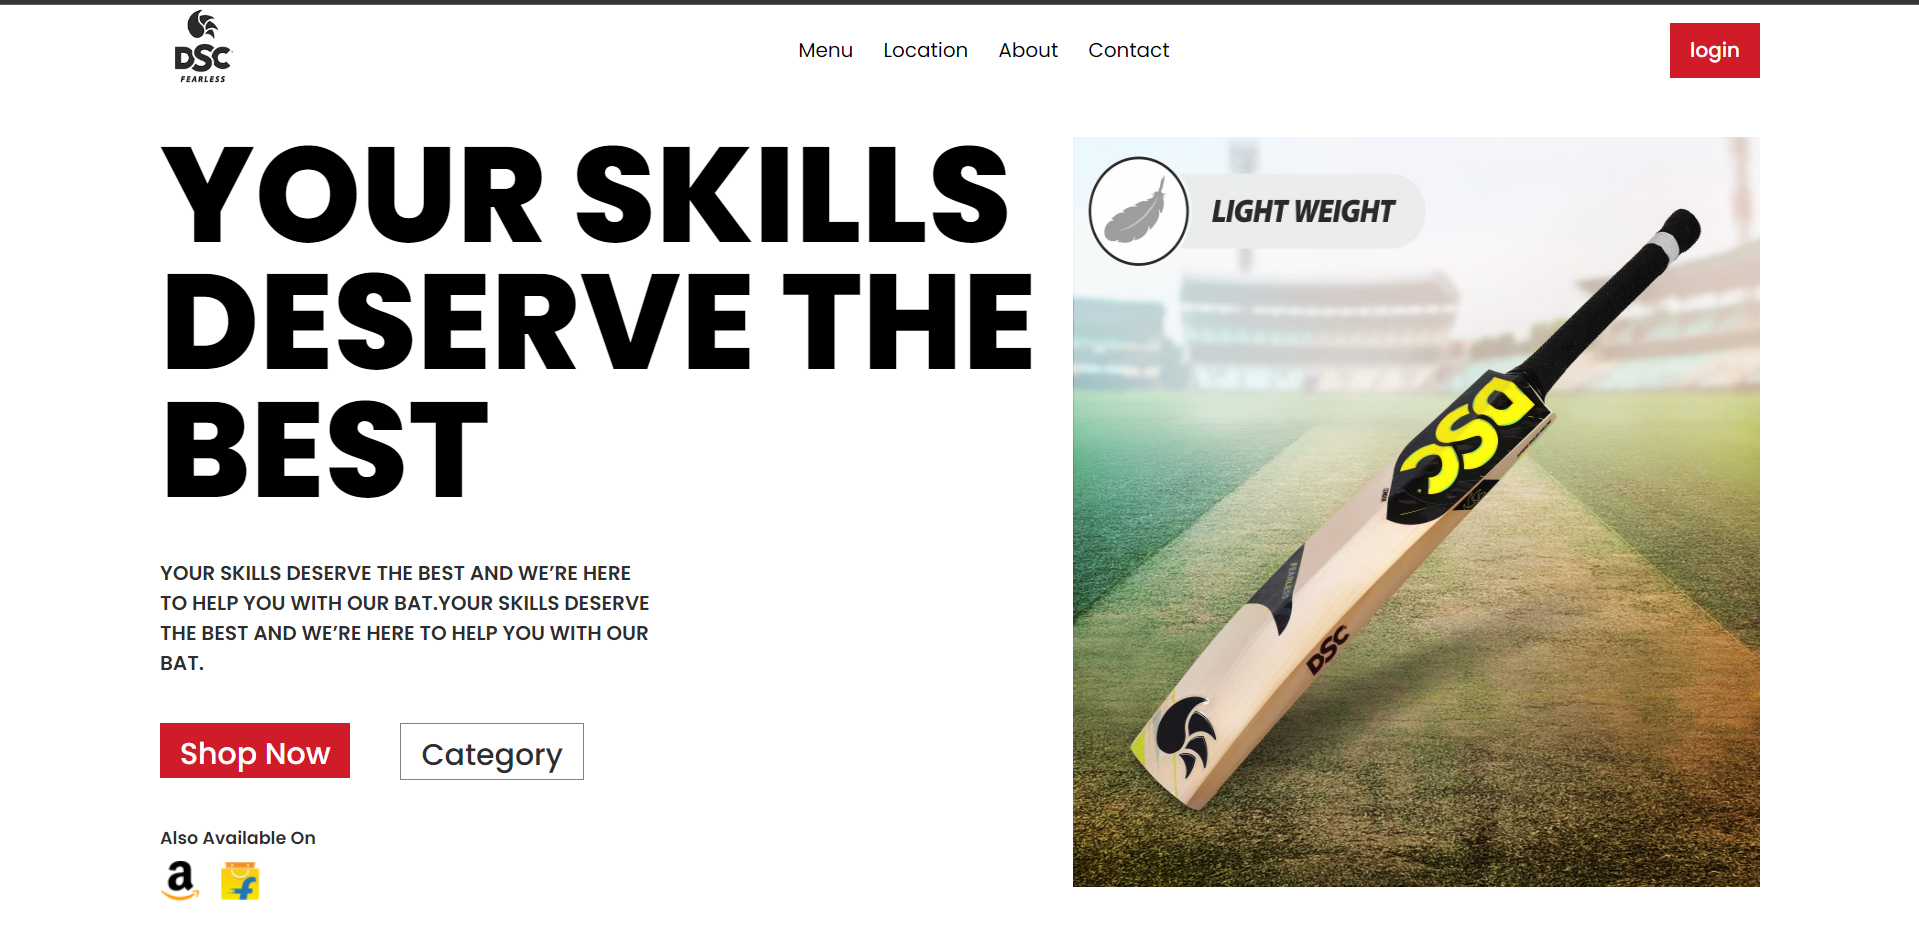 DSC
FEARLESS
Menu Location About Contact
login
YOUR SKILLS
DESERVE THE
BEST
YOUR SKILLS DESERVE THE BEST AND WE’RE HERE
TO HELP YOU WITH OUR BAT.YOUR SKILLS DESERVE
THE BEST AND WE’RE HERE TO HELP YOU WITH OUR
BAT.
Shop Now
Category
Also Available On
a
f
LIGHT WEIGHT
DSC
FEARLESS
DSC